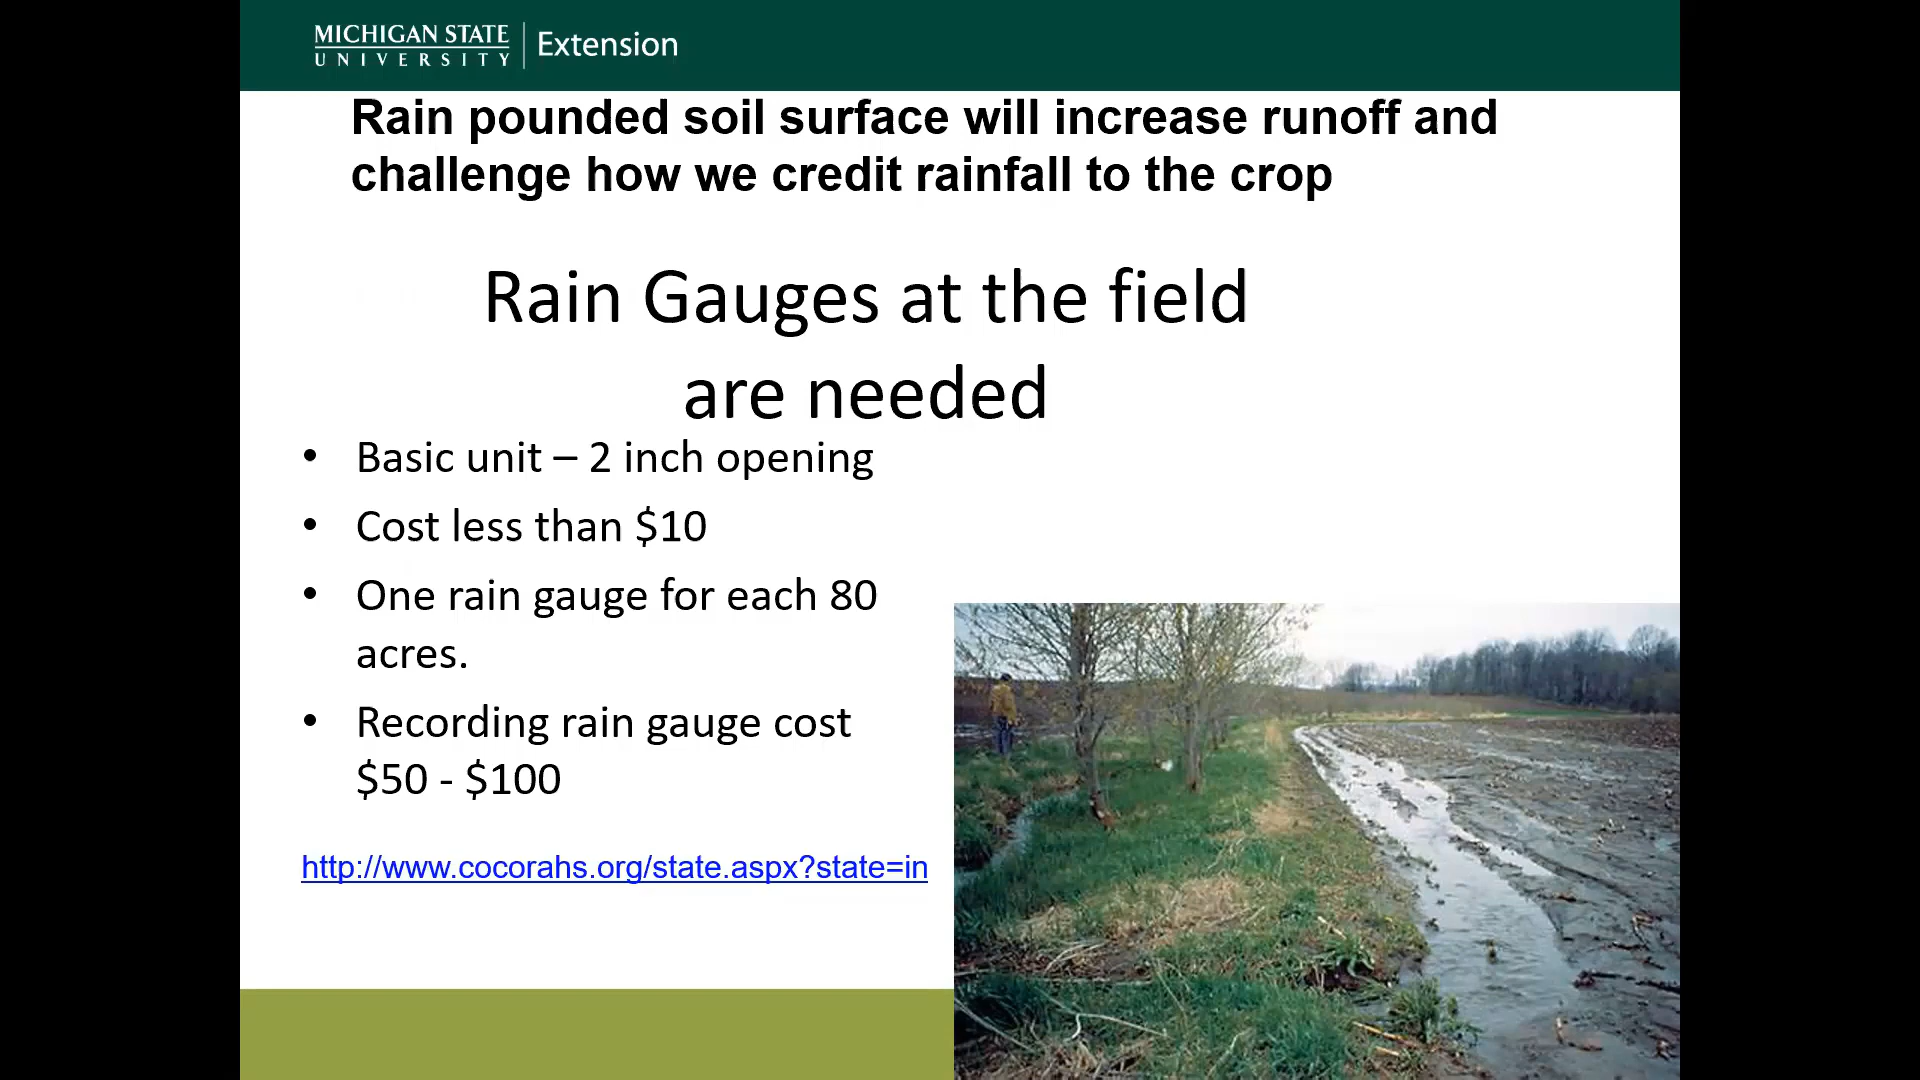 MICHIGAN STATE
UNIVERSITY
Extension
Rain pounded soil surface will increase runoff and
challenge how we credit rainfall to the crop
Rain Gauges at the field
are needed
• Basic unit – 2 inch opening
• Cost less than $10
• One rain gauge for each 80
acres.
• Recording rain gauge cost
$50 - $100
http://www.cocorahs.org/state.aspx?state=in